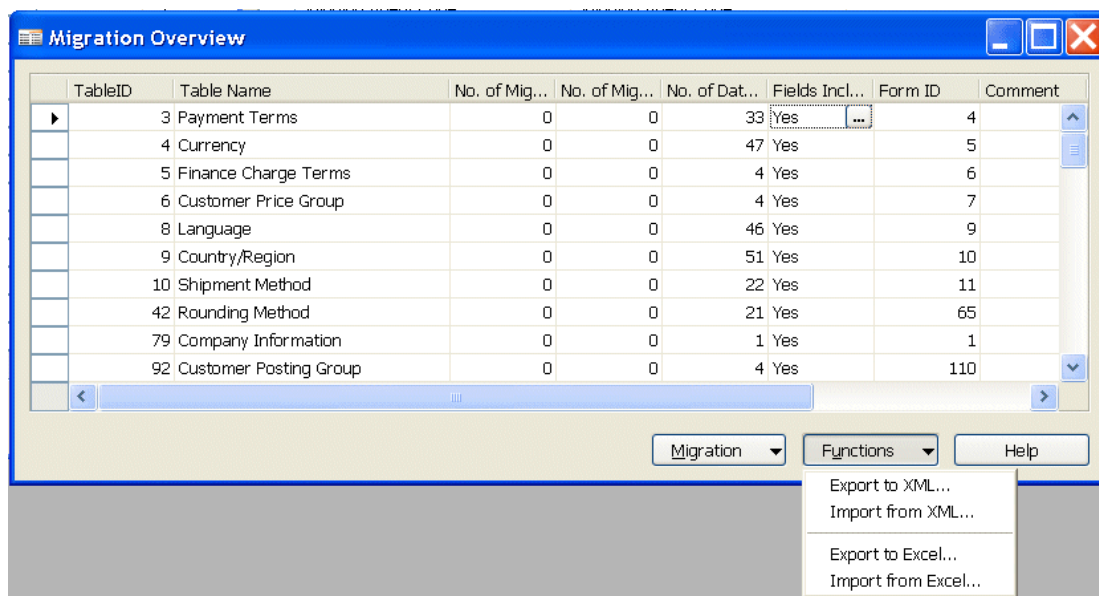 Migration Overview
TableID Table Name No. of Mig... No. of Mig... No. of Dat... Fields Incl... Form ID Comment
3 Payment Terms 0 0 33 Yes ... 4
4 Currency 0 0 47 Yes 5
5 Finance Charge Terms 0 0 4 Yes 6
6 Customer Price Group 0 0 4 Yes 7
8 Language 0 0 46 Yes 9
9 Country/Region 0 0 51 Yes 10
10 Shipment Method 0 0 22 Yes 11
42 Rounding Method 0 0 21 Yes 65
79 Company Information 0 0 1 Yes 1
92 Customer Posting Group 0 0 4 Yes 110
Migration Functions Help
Export to XML...
Import from XML...
Export to Excel...
Import from Excel...